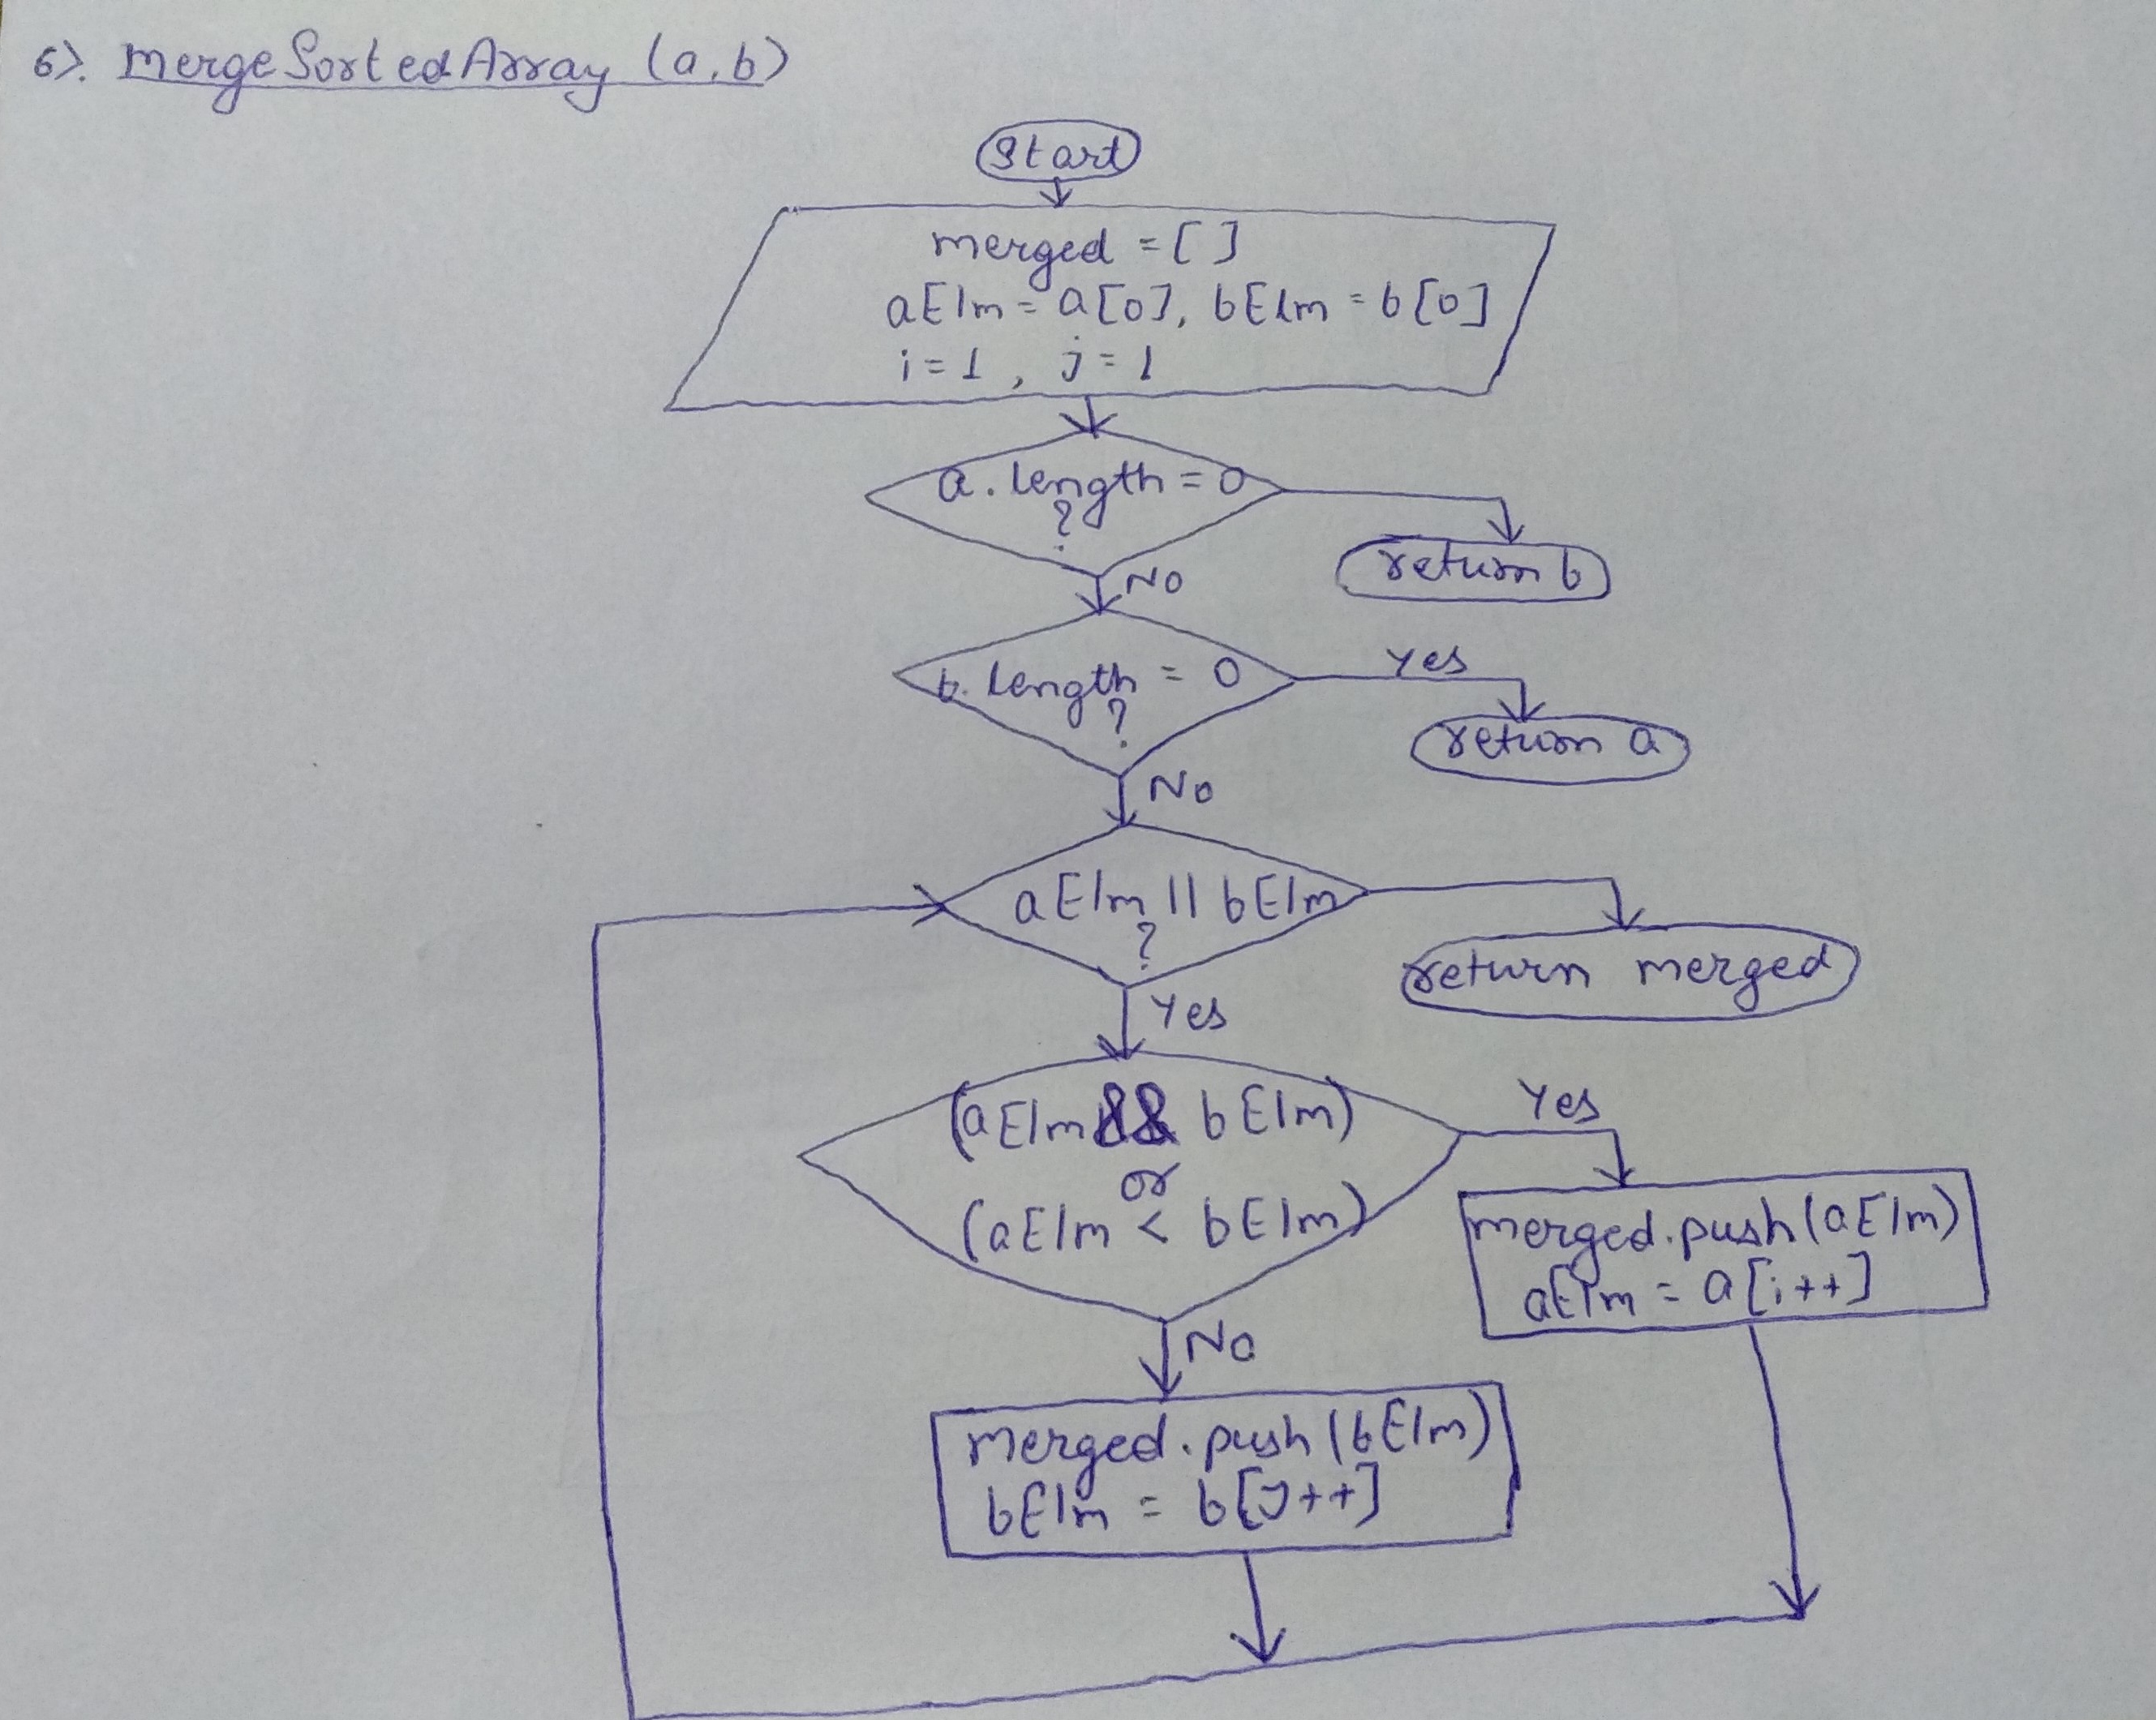 6). mergeSortedArray (a,b)
Start
merged = [ ]
aElm = a[0], bElm = b[0]
i = 1 , j = 1
a.length = 0
?
return b
No
b.length = 0
?
Yes
return a
No
aElm || bElm
?
return merged
Yes
(aElm && bElm)
or
(aElm < bElm)
Yes
merged.push(aElm)
aElm = a[i++]
No
merged.push(bElm)
bElm = b[j++]